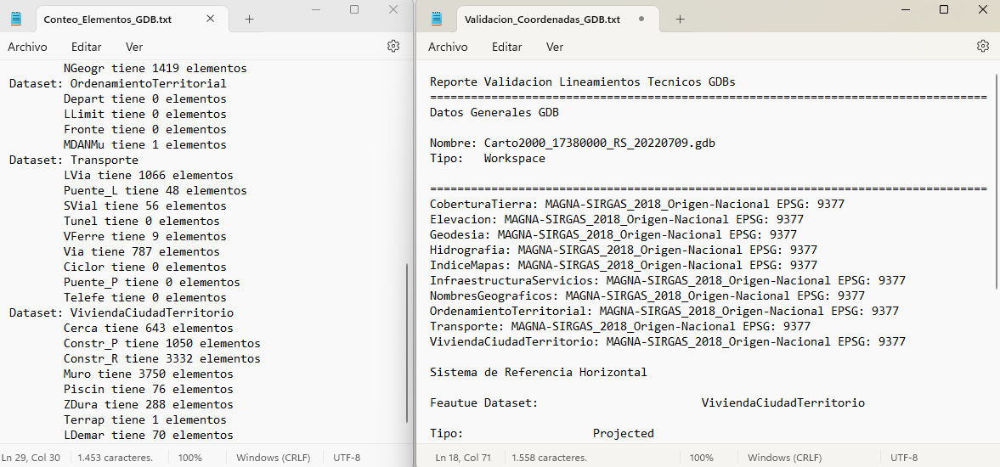 Conteo_Elementos_GDB.txt
Archivo Editar Ver
NGeogr tiene 1419 elementos
Dataset: OrdenamientoTerritorial
Depart tiene 0 elementos
LLimit tiene 0 elementos
Fronte tiene 0 elementos
MDANMu tiene 1 elementos
Dataset: Transporte
LVia tiene 1066 elementos
Puente_L tiene 48 elementos
SVial tiene 56 elementos
Tunel tiene 0 elementos
VFerre tiene 9 elementos
Via tiene 787 elementos
Ciclor tiene 0 elementos
Puente_P tiene 0 elementos
Telefe tiene 0 elementos
Dataset: ViviendaCiudadTerritorio
Cerca tiene 643 elementos
Constr_P tiene 1050 elementos
Constr_R tiene 3332 elementos
Muro tiene 3750 elementos
Piscin tiene 76 elementos
ZDura tiene 288 elementos
Terrap tiene 1 elementos
LDemar tiene 70 elementos
Ln 29, Col 30 1.453 caracteres. 100% Windows (CRLF) UTF-8
Validacion_Coordenadas_GDB.txt
Archivo Editar Ver
Reporte Validacion Lineamientos Tecnicos GDBs
==================================================================================
Datos Generales GDB
Nombre: Carto2000_17380000_RS_20220709.gdb
Tipo: Workspace
==================================================================================
CoberturaTierra: MAGNA-SIRGAS_2018_Origen-Nacional EPSG: 9377
Elevacion: MAGNA-SIRGAS_2018_Origen-Nacional EPSG: 9377
Geodesia: MAGNA-SIRGAS_2018_Origen-Nacional EPSG: 9377
Hidrografia: MAGNA-SIRGAS_2018_Origen-Nacional EPSG: 9377
IndiceMapas: MAGNA-SIRGAS_2018_Origen-Nacional EPSG: 9377
InfraestructuraServicios: MAGNA-SIRGAS_2018_Origen-Nacional EPSG: 9377
NombresGeograficos: MAGNA-SIRGAS_2018_Origen-Nacional EPSG: 9377
OrdenamientoTerritorial: MAGNA-SIRGAS_2018_Origen-Nacional EPSG: 9377
Transporte: MAGNA-SIRGAS_2018_Origen-Nacional EPSG: 9377
ViviendaCiudadTerritorio: MAGNA-SIRGAS_2018_Origen-Nacional EPSG: 9377
Sistema de Referencia Horizontal
Feautue Dataset: ViviendaCiudadTerritorio
Tipo: Projected
Ln 18, Col 71 1.558 caracteres. 100% Windows (CRLF) UTF-8